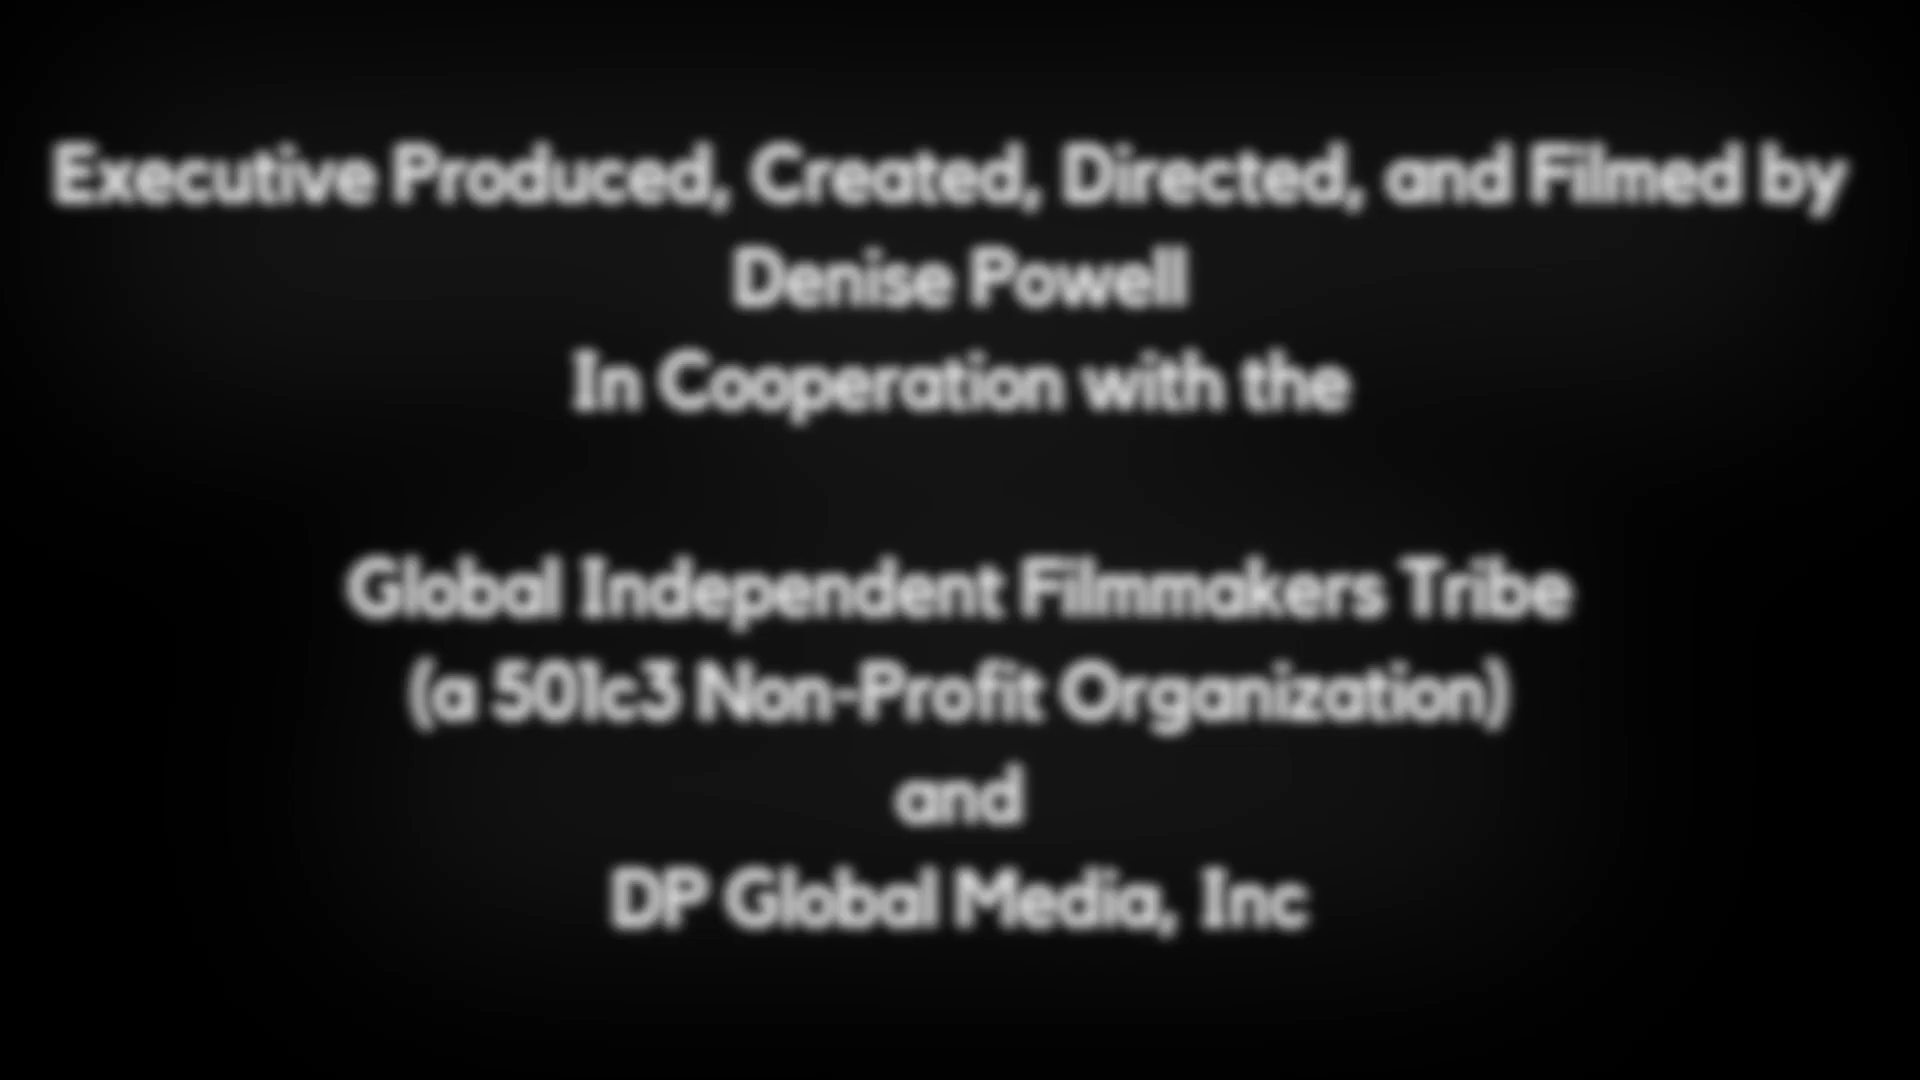 Executive Produced, Created, Directed, and Filmed by
Denise Powell
In Cooperation with the
Global Independent Filmmakers Tribe
(a 501c3 Non-Profit Organization)
and
DP Global Media, Inc